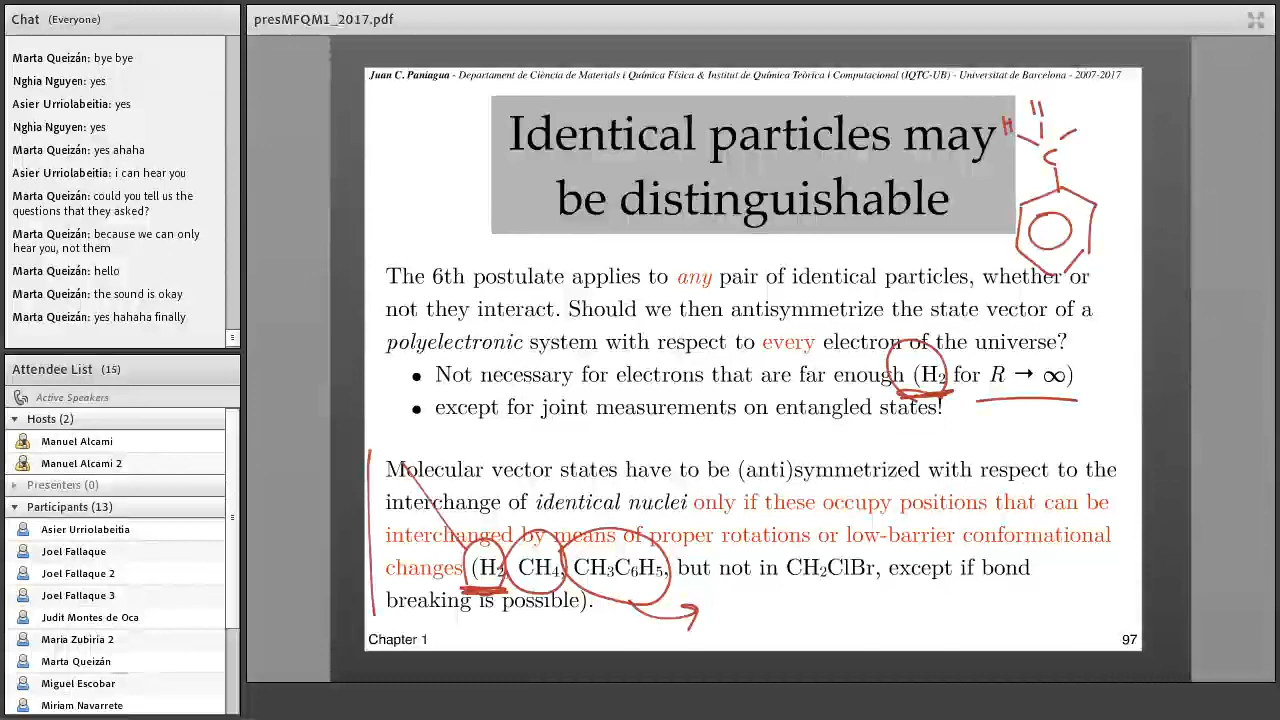 Chat (Everyone)
Marta Queizán: bye bye
Nghia Nguyen: yes
Asier Urriolabeitia: yes
Nghia Nguyen: yes
Marta Queizán: yes ahaha
Asier Urriolabeitia: i can hear you
Marta Queizán: could you tell us the
questions that they asked?
Marta Queizán: because we can only
hear you, not them
Marta Queizán: hello
Marta Queizán: the sound is okay
Marta Queizán: yes hahaha finally
Attendee List (15)
Active Speakers
Hosts (2)
Manuel Alcami
Manuel Alcami 2
Presenters (0)
Participants (13)
Asier Urriolabeitia
Joel Fallaque
Joel Fallaque 2
Joel Fallaque 3
Judit Montes de Oca
Maria Zubiria 2
Marta Queizán
Miguel Escobar
Miriam Navarrete
presMFQM1_2017.pdf
Juan C. Paniagua - Departament de Ciència de Materials i Química Física & Institut de Química Teòrica i Computacional (IQTC-UB) - Universitat de Barcelona - 2007-2017
Identical particles may
be distinguishable
H
C
The 6th postulate applies to any pair of identical particles, whether or
not they interact. Should we then antisymmetrize the state vector of a
polyelectronic system with respect to every electron of the universe?
• Not necessary for electrons that are far enough (H₂ for R → ∞)
• except for joint measurements on entangled states!
Molecular vector states have to be (anti)symmetrized with respect to the
interchange of identical nuclei only if these occupy positions that can be
interchanged by means of proper rotations or low-barrier conformational
changes (H₂, CH₄, CH₃C₆H₅, but not in CH₂ClBr, except if bond
breaking is possible).
Chapter 1
97